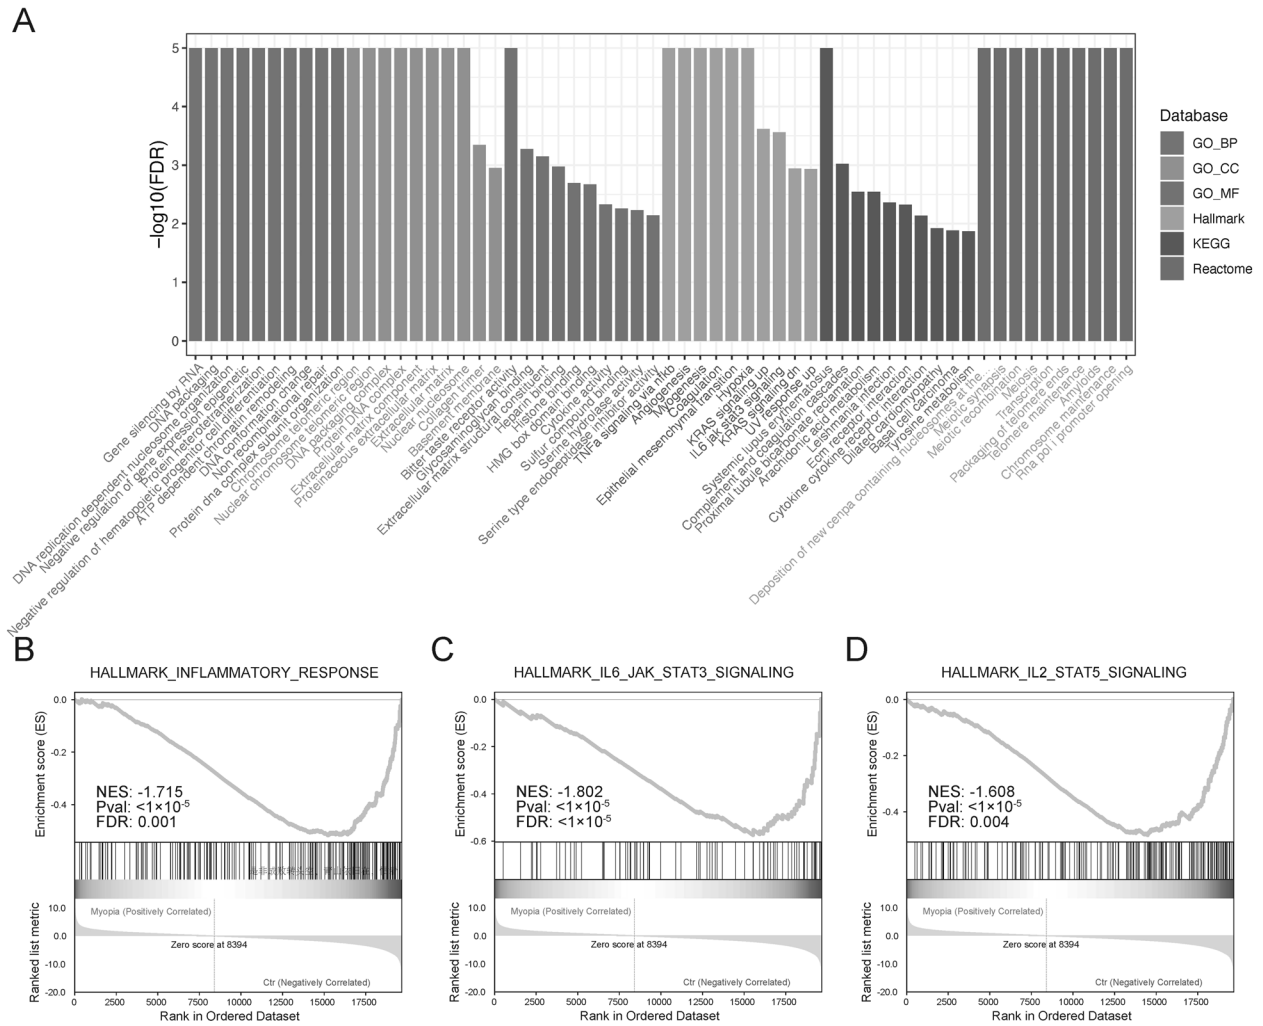 A
−log10(FDR)
5
4
3
2
1
0
Gene silencing by RNA
DNA packaging
DNA replication dependent nucleosome organization
Negative regulation of gene expression epigenetic
Protein heterotetramerization
Negative regulation of hematopoietic progenitor cell differentiation
ATP dependent chromatin remodeling
DNA conformation change
Non recombinational repair
Protein dna complex subunit organization
Chromosome telomeric region
Nuclear chromosome telomeric region
DNA packaging complex
Protein DNA complex
Extracellular matrix component
Proteinaceous extracellular matrix
Extracellular matrix
Nuclear nucleosome
Collagen trimer
Basement membrane
Bitter taste receptor activity
Glycosaminoglycan binding
Extracellular matrix structural constituent
Heparin binding
Histone binding
HMG box domain binding
Cytokine activity
Sulfur compound binding
Serine hydrolase activity
Serine type endopeptidase inhibitor activity
TNFa signaling via nfkb
Angiogenesis
Myogenesis
Coagulation
Epithelial mesenchymal transition
Hypoxia
KRAS signaling up
IL6 jak stat3 signaling
KRAS signaling dn
UV response up
Systemic lupus erythematosus
Complement and coagulation cascades
Proximal tubule bicarbonate reclamation
Arachidonic acid metabolism
Leishmania infection
Ecm receptor interaction
Cytokine cytokine receptor interaction
Dilated cardiomyopathy
Basal cell carcinoma
Tyrosine metabolism
Deposition of new cenpa containing nucleosomes at the...
Meiotic synapsis
Meiotic recombination
Meiosis
Transcription
Packaging of telomere ends
Telomere maintenance
Amyloids
Chromosome maintenance
Rna pol i promoter opening
Database
GO_BP
GO_CC
GO_MF
Hallmark
KEGG
Reactome
B
HALLMARK_INFLAMMATORY_RESPONSE
Enrichment score (ES)
0.0
-0.2
-0.4
NES: -1.715
Pval: <1×10-5
FDR: 0.001
Ranked list metric
10.0
0.0
-10.0
-20.0
Myopia (Positively Correlated)
Zero score at 8394
Ctr (Negatively Correlated)
0 2500 5000 7500 10000 12500 15000 17500
Rank in Ordered Dataset
C
HALLMARK_IL6_JAK_STAT3_SIGNALING
Enrichment score (ES)
0.0
-0.2
-0.4
-0.6
NES: -1.802
Pval: <1×10-5
FDR: <1×10-5
Ranked list metric
10.0
0.0
-10.0
-20.0
Myopia (Positively Correlated)
Zero score at 8394
Ctr (Negatively Correlated)
0 2500 5000 7500 10000 12500 15000 17500
Rank in Ordered Dataset
D
HALLMARK_IL2_STAT5_SIGNALING
Enrichment score (ES)
0.0
-0.2
-0.4
NES: -1.608
Pval: <1×10-5
FDR: 0.004
Ranked list metric
10.0
0.0
-10.0
-20.0
Myopia (Positively Correlated)
Zero score at 8394
Ctr (Negatively Correlated)
0 2500 5000 7500 10000 12500 15000 17500
Rank in Ordered Dataset